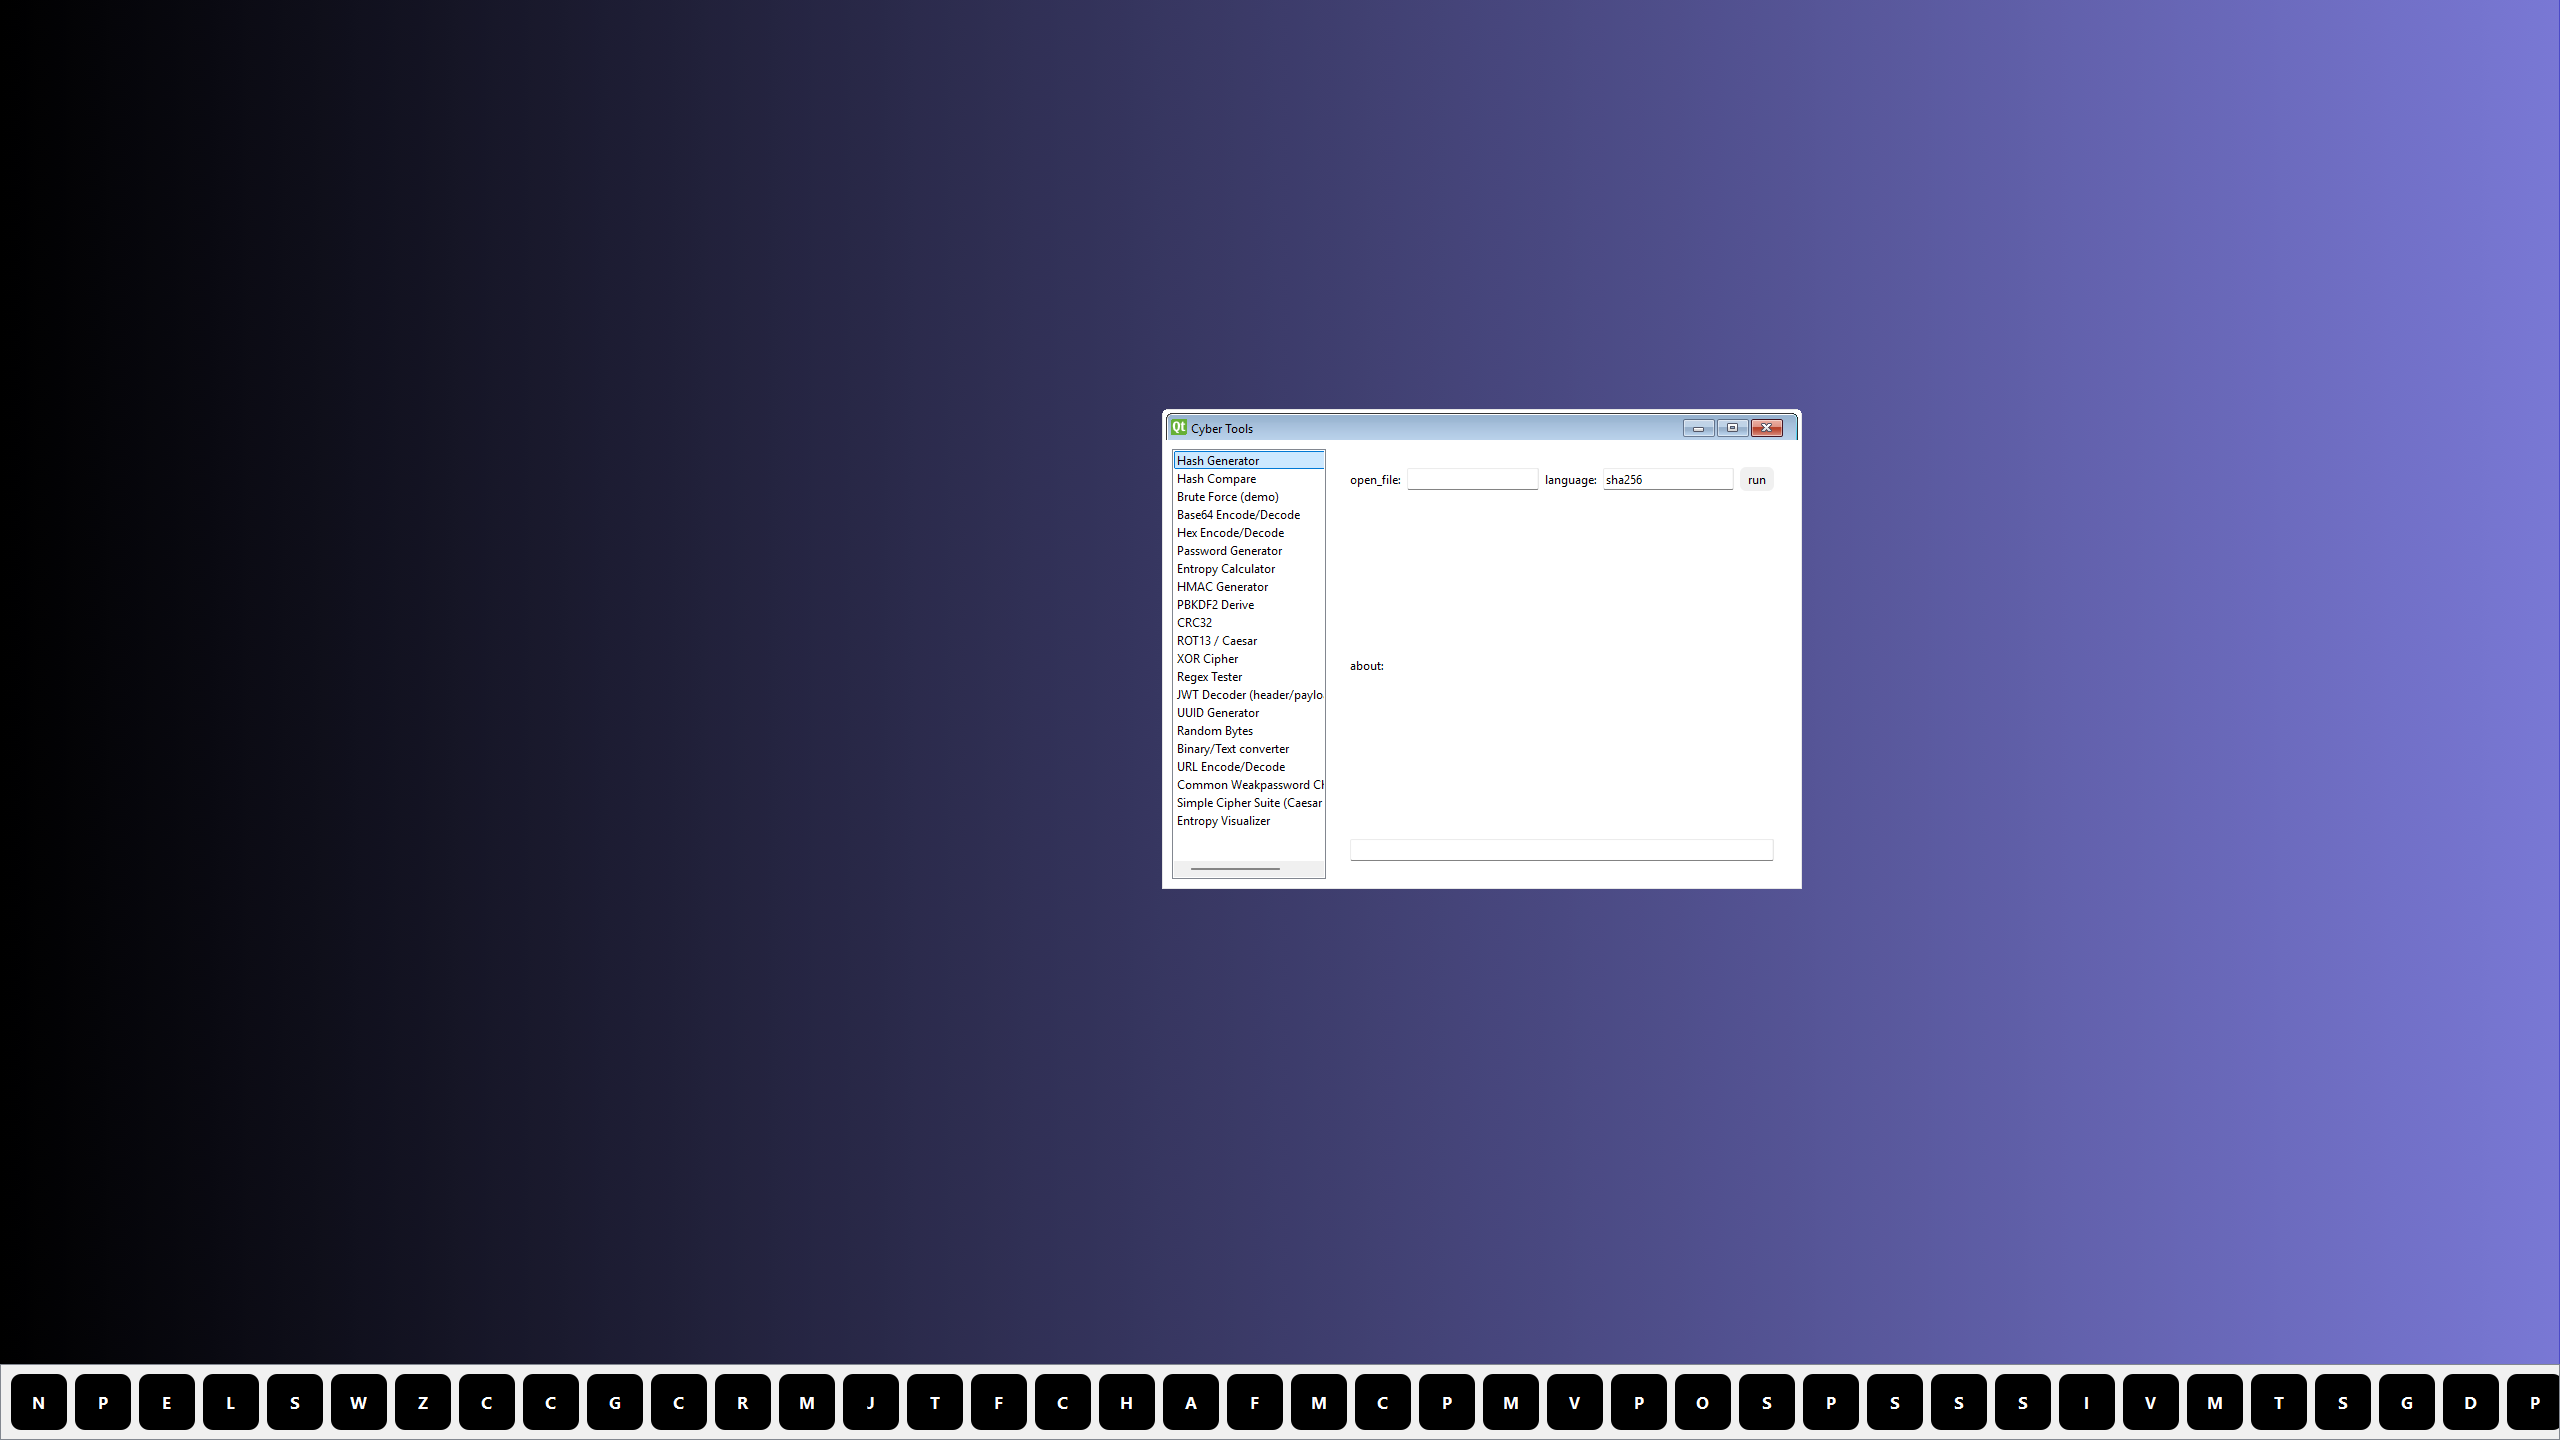 Qt Cyber Tools
Hash Generator
Hash Compare
Brute Force (demo)
Base64 Encode/Decode
Hex Encode/Decode
Password Generator
Entropy Calculator
HMAC Generator
PBKDF2 Derive
CRC32
ROT13 / Caesar
XOR Cipher
Regex Tester
JWT Decoder (header/paylo
UUID Generator
Random Bytes
Binary/Text converter
URL Encode/Decode
Common Weakpassword Ch
Simple Cipher Suite (Caesar
Entropy Visualizer
open_file: language: sha256 run
about:
N P E L S W Z C C G C R M J T F C H A F M C P M V P O S P S S S I V M T S G D P